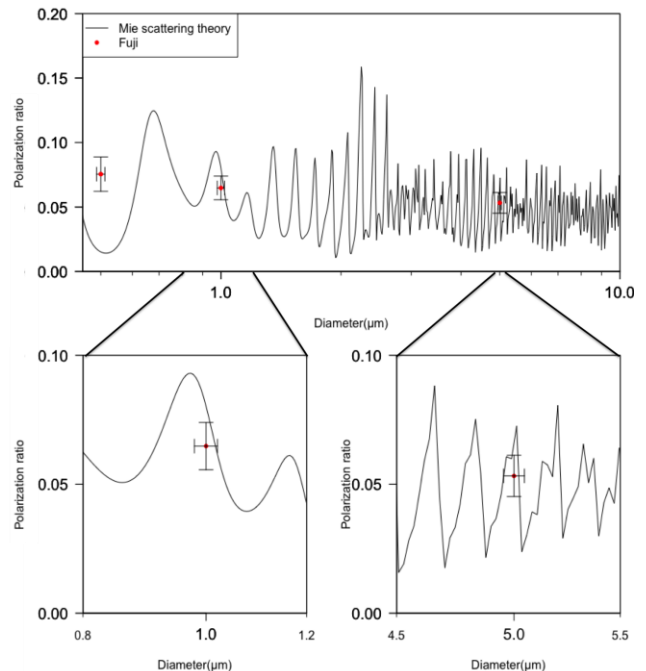 0.20
0.15
0.10
0.05
0.00
Polarization ratio
Mie scattering theory
Fuji
1.0
10.0
Diameter(µm)
0.10
0.05
0.00
Polarization ratio
0.8
1.0
1.2
Diameter(µm)
0.10
0.05
0.00
Polarization ratio
4.5
5.0
5.5
Diameter(µm)